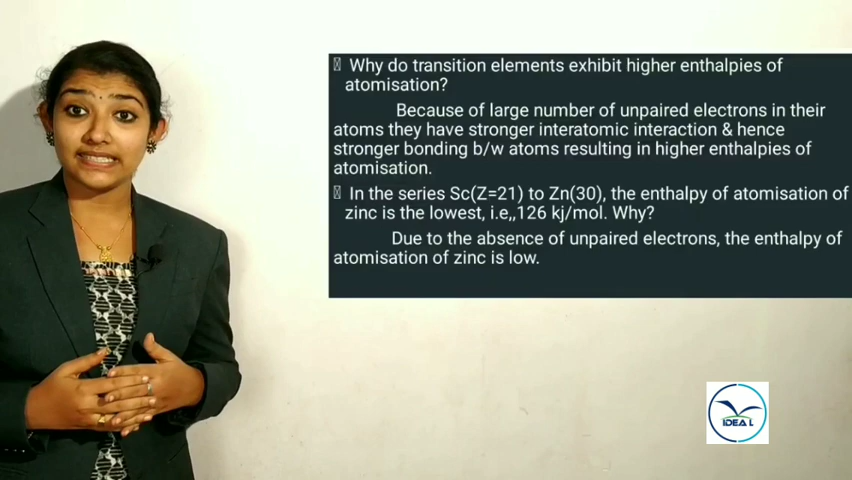 Why do transition elements exhibit higher enthalpies of
atomisation?
Because of large number of unpaired electrons in their
atoms they have stronger interatomic interaction & hence
stronger bonding b/w atoms resulting in higher enthalpies of
atomisation.
In the series Sc(Z=21) to Zn(30), the enthalpy of atomisation of
zinc is the lowest, i.e,,126 kj/mol. Why?
Due to the absence of unpaired electrons, the enthalpy of
atomisation of zinc is low.
IDEAL